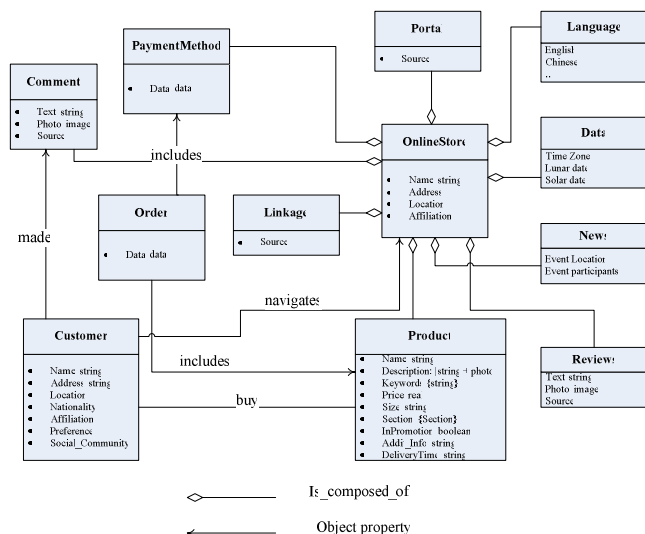 PaymentMethod
Data data
Porta
Source
Language
English
Chinese
..
Comment
Text string
Photo image
Source
OnlineStore
Name string
Address
Location
Affiliation
Data
Time Zone
Lunar date
Solar date
includes
Order
Data data
Linkage
Source
News
Event Location
Event participants
made
navigates
Customer
Name string
Address string
Location
Nationality
Affiliation
Preference
Social_Community
includes
buy
Product
Name string
Description: {string + photo
Keywords {string}
Price rea
Size string
Section {Section}
InPromotion boolean
Addit_Info string
DeliveryTime string
Reviews
Text string
Photo image
Source
Is_composed_of
Object property